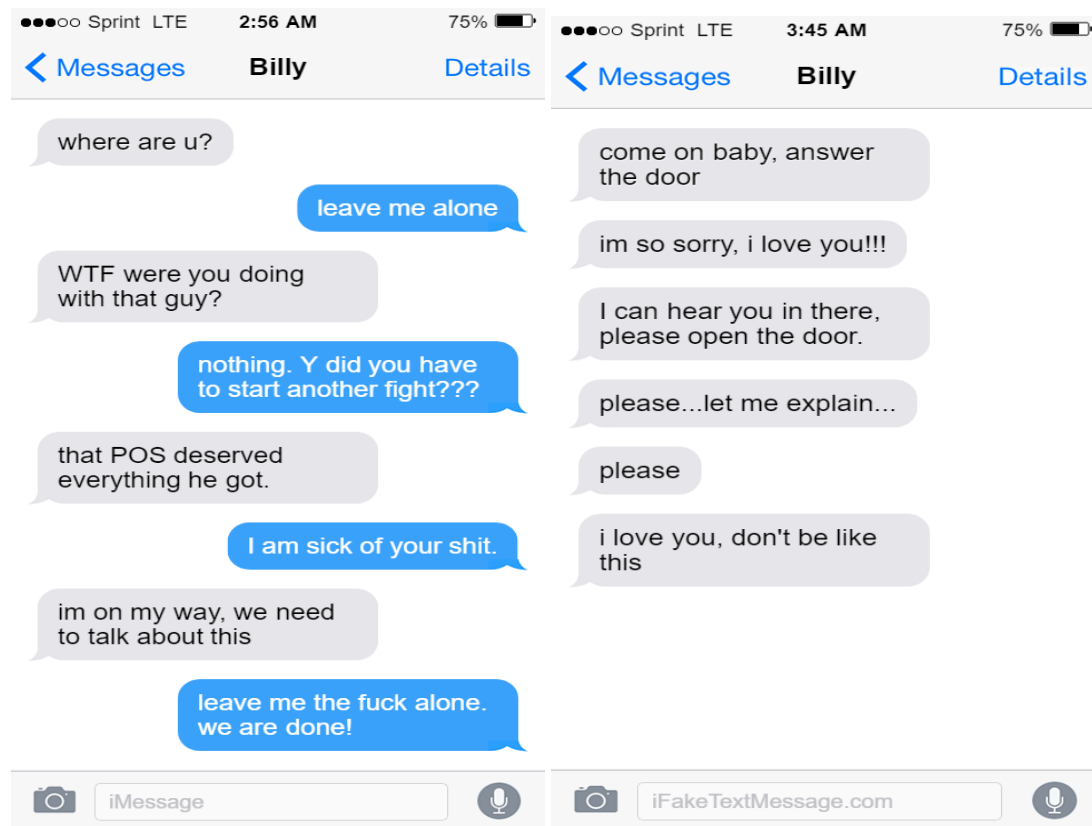 Sprint LTE 2:56 AM 75%
Messages Billy Details
where are u?
leave me alone
WTF were you doing
with that guy?
nothing. Y did you have
to start another fight???
that POS deserved
everything he got.
I am sick of your shit.
im on my way, we need
to talk about this
leave me the fuck alone.
we are done!
iMessage
Sprint LTE 3:45 AM 75%
Messages Billy Details
come on baby, answer
the door
im so sorry, i love you!!!
I can hear you in there,
please open the door.
please...let me explain...
please
i love you, don't be like
this
iFakeTextMessage.com